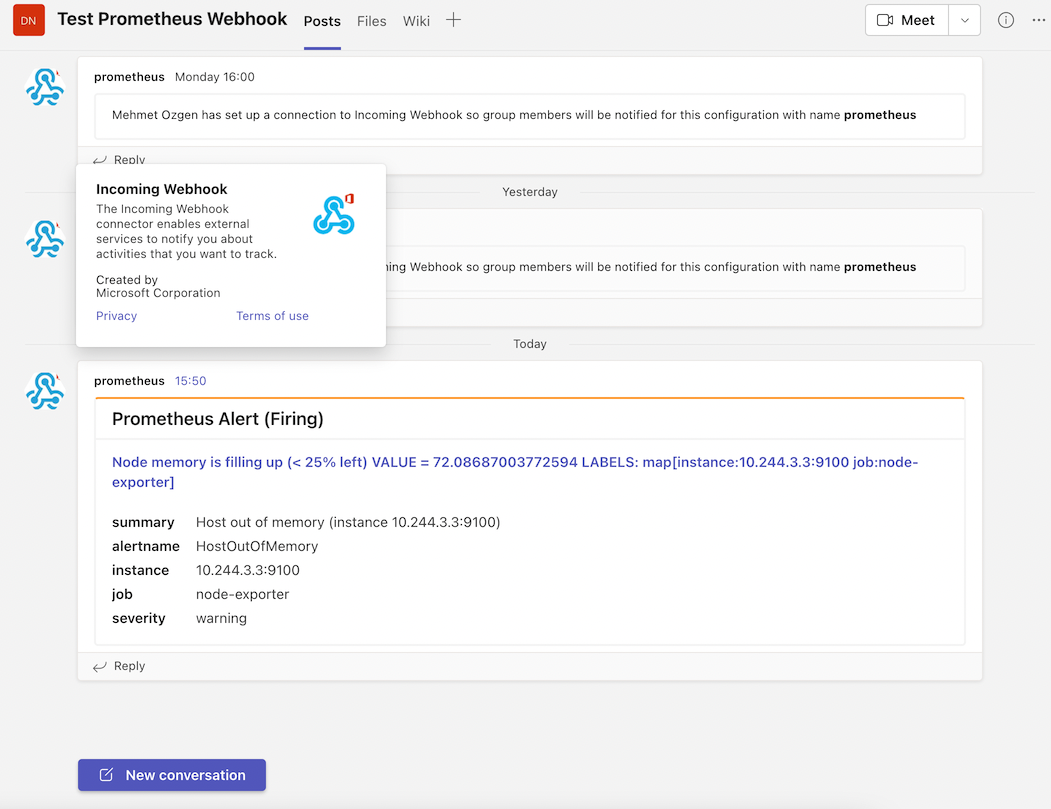 DN
Test Prometheus Webhook
Posts
Files
Wiki
Meet
prometheus Monday 16:00
Mehmet Ozgen has set up a connection to Incoming Webhook so group members will be notified for this configuration with name prometheus
Reply
Incoming Webhook
The Incoming Webhook
connector enables external
services to notify you about
activities that you want to track.
Created by
Microsoft Corporation
Privacy
Terms of use
Yesterday
Webhook so group members will be notified for this configuration with name prometheus
Today
prometheus 15:50
Prometheus Alert (Firing)
Node memory is filling up (< 25% left) VALUE = 72.08687003772594 LABELS: map[instance:10.244.3.3:9100 job:node-
exporter]
summary Host out of memory (instance 10.244.3.3:9100)
alertname HostOutOfMemory
instance 10.244.3.3:9100
job node-exporter
severity warning
Reply
New conversation